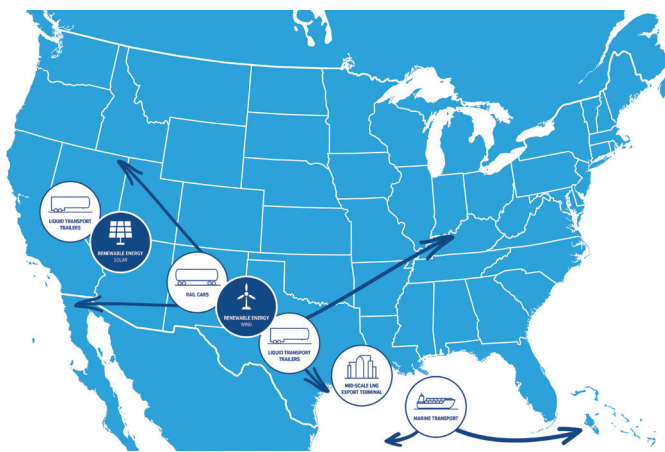 LIQUID TRANSPORT
TRAILERS
RENEWABLE ENERGY
SOLAR
RAIL CARS
RENEWABLE ENERGY
WIND
LIQUID TRANSPORT
TRAILERS
MID-SCALE LNG
EXPORT TERMINAL
MARINE TRANSPORT